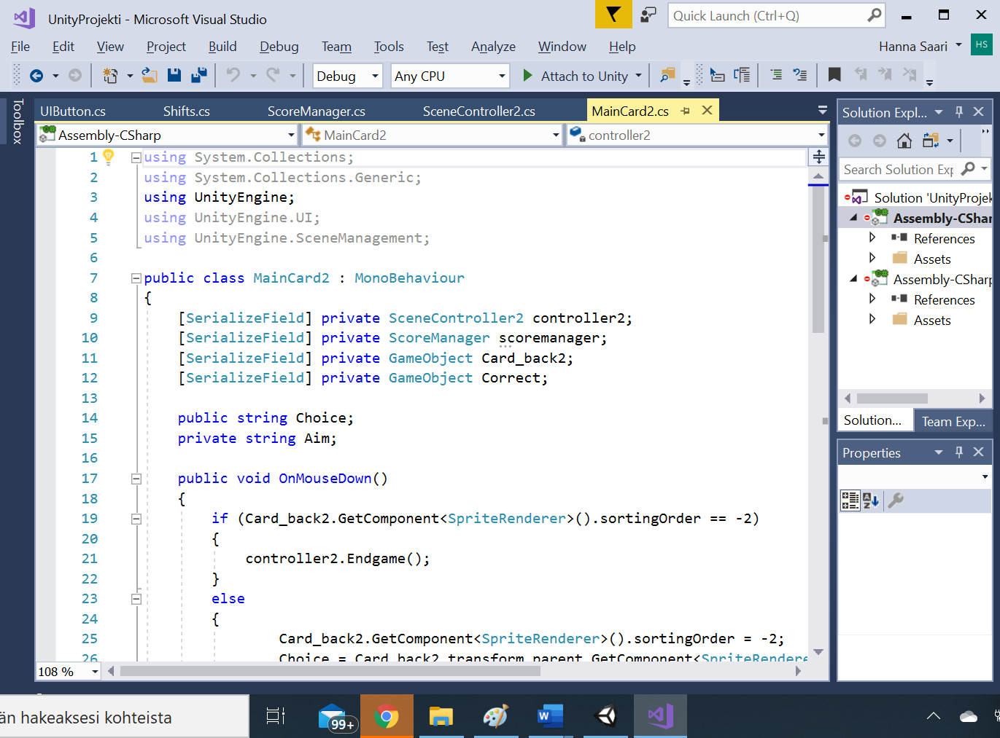 UnityProjekti - Microsoft Visual Studio
Quick Launch (Ctrl+Q)
File Edit View Project Build Debug Team Tools Test Analyze Window Help
Hanna Saari
HS
Debug
Any CPU
Attach to Unity
Toolbox
UIButton.cs
Shifts.cs
ScoreManager.cs
SceneController2.cs
MainCard2.cs
Assembly-CSharp
MainCard2
controller2
1 using System.Collections;
2 using System.Collections.Generic;
3 using UnityEngine;
4 using UnityEngine.UI;
5 using UnityEngine.SceneManagement;
6
7 public class MainCard2 : MonoBehaviour
8 {
9 [SerializeField] private SceneController2 controller2;
10 [SerializeField] private ScoreManager scoremanager;
11 [SerializeField] private GameObject Card_back2;
12 [SerializeField] private GameObject Correct;
13
14 public string Choice;
15 private string Aim;
16
17 public void OnMouseDown()
18 {
19 if (Card_back2.GetComponent<SpriteRenderer>().sortingOrder == -2)
20 {
21 controller2.Endgame();
22 }
23 else
24 {
25 Card_back2.GetComponent<SpriteRenderer>().sortingOrder = -2;
26 Choice = Card_back2.transform.parent.GetComponent<SpriteRendere
108 %
Solution Expl...
Search Solution Exp
Solution 'UnityProjek
Assembly-CShar
References
Assets
Assembly-CSharp
References
Assets
Solution...
Team Exp...
Properties
än hakeaksesi kohteista
99+